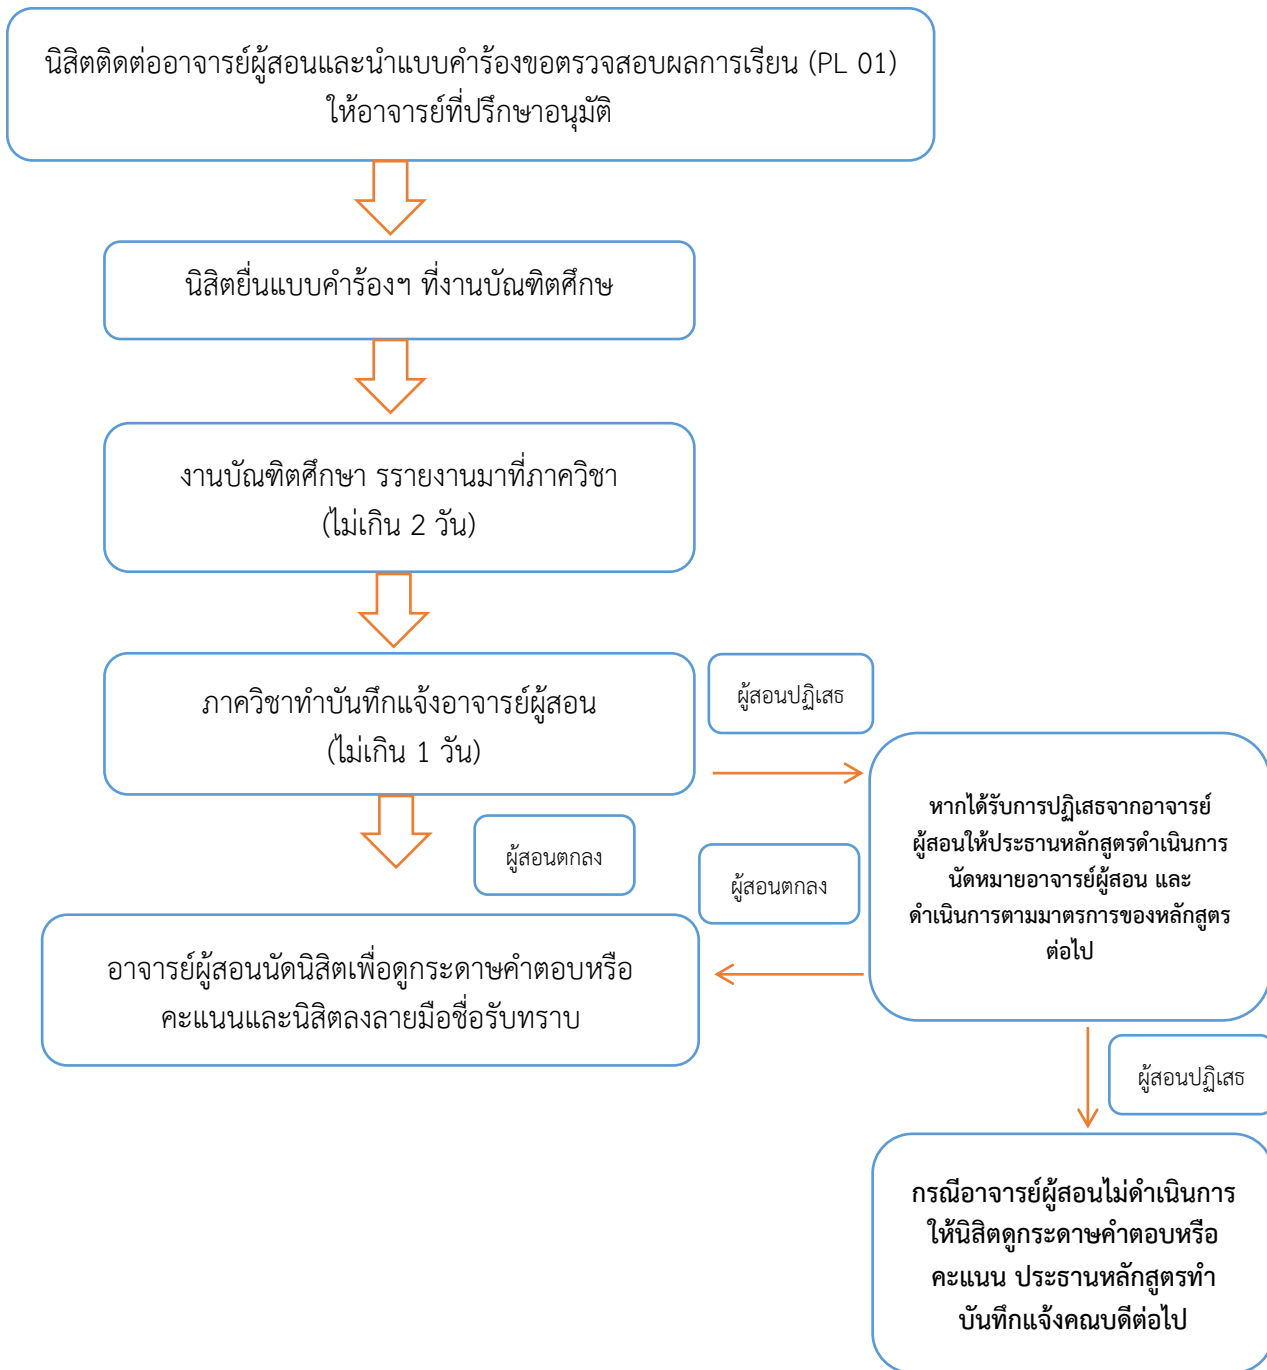 นิสิตติดต่ออาจารย์ผู้สอนและนำแบบคำร้องขอตรวจสอบผลการเรียน (PL 01)
ให้อาจารย์ที่ปรึกษาอนุมัติ
นิสิตยื่นแบบคำร้องฯ ที่งานบัณฑิตศึกษ
งานบัณฑิตศึกษา รรายงานมาที่ภาควิชา
(ไม่เกิน 2 วัน)
ภาควิชาทำบันทึกแจ้งอาจารย์ผู้สอน
(ไม่เกิน 1 วัน)
ผู้สอนปฏิเสธ
หากได้รับการปฏิเสธจากอาจารย์
ผู้สอนให้ประธานหลักสูตรดำเนินการ
นัดหมายอาจารย์ผู้สอน และ
ดำเนินการตามมาตรการของหลักสูตร
ต่อไป
ผู้สอนตกลง
ผู้สอนตกลง
อาจารย์ผู้สอนนัดนิสิตเพื่อดูกระดาษคำตอบหรือ
คะแนนและนิสิตลงลายมือชื่อรับทราบ
ผู้สอนปฏิเสธ
กรณีอาจารย์ผู้สอนไม่ดำเนินการ
ให้นิสิตดูกระดาษคำตอบหรือ
คะแนน ประธานหลักสูตรทำ
บันทึกแจ้งคณบดีต่อไป